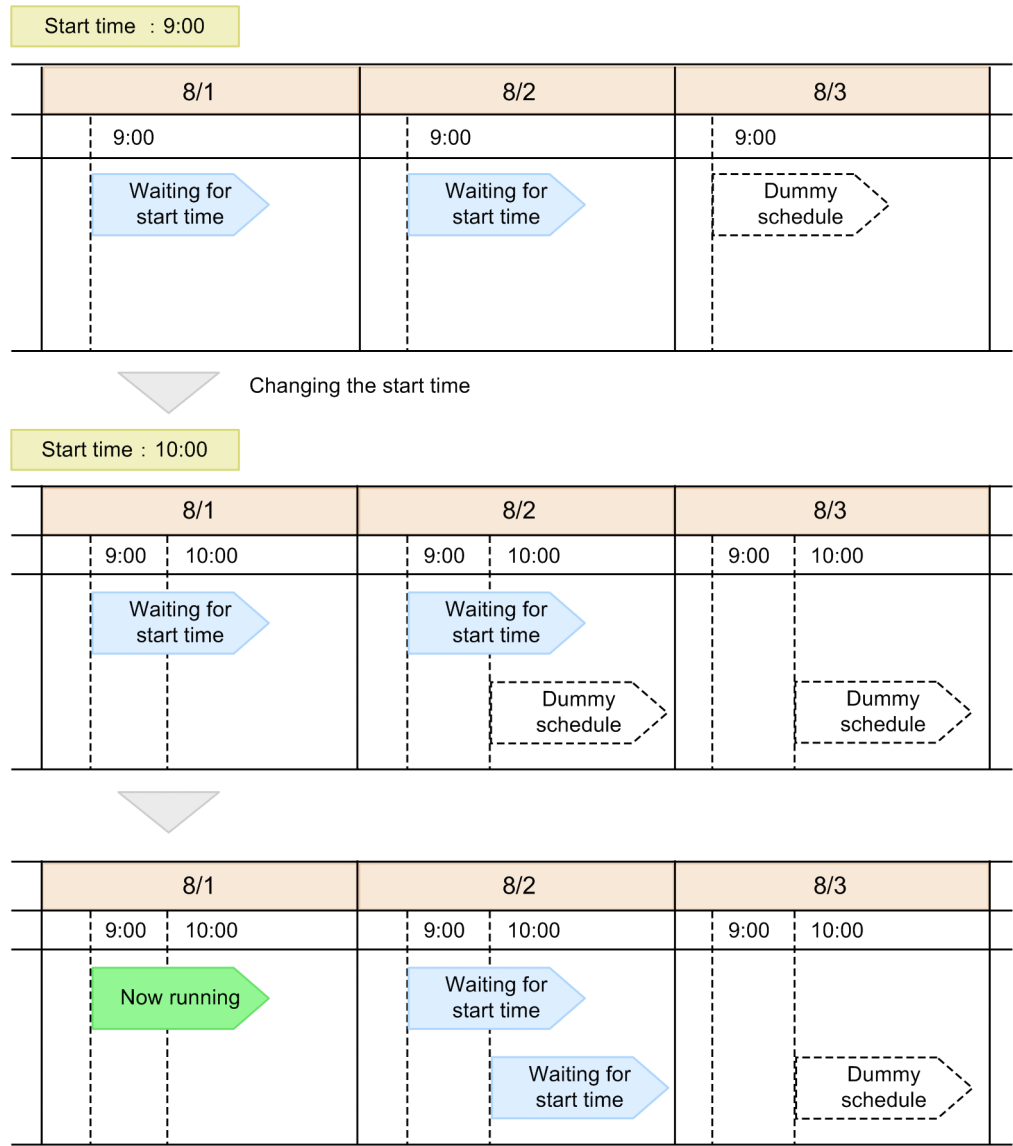 Start time : 9:00
8/1 8/2 8/3
9:00 9:00 9:00
Waiting for Waiting for Dummy
start time start time schedule
Changing the start time
Start time : 10:00
8/1 8/2 8/3
9:00 10:00 9:00 10:00 9:00 10:00
Waiting for Waiting for
start time start time
Dummy Dummy
schedule schedule
8/1 8/2 8/3
9:00 10:00 9:00 10:00 9:00 10:00
Now running
Waiting for
start time
Waiting for Dummy
start time schedule